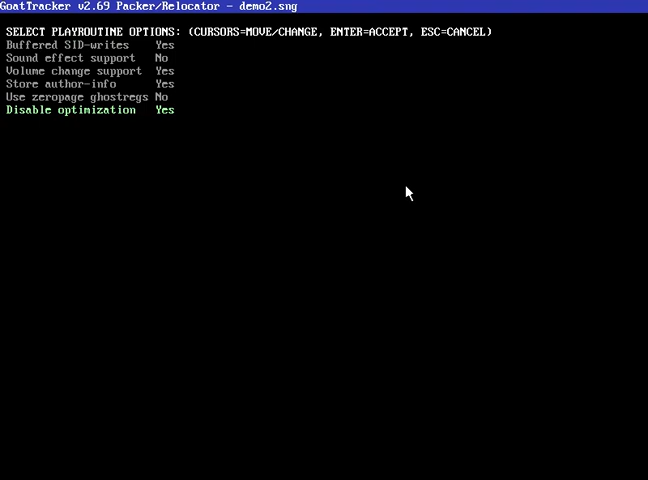 GoatTracker v2.69 Packer/Relocator - demo2.sng
SELECT PLAYROUTINE OPTIONS: (CURSORS=MOVE/CHANGE, ENTER=ACCEPT, ESC=CANCEL)
Buffered SID-writes Yes
Sound effect support No
Volume change support Yes
Store author-info Yes
Use zeropage ghostregs No
Disable optimization Yes